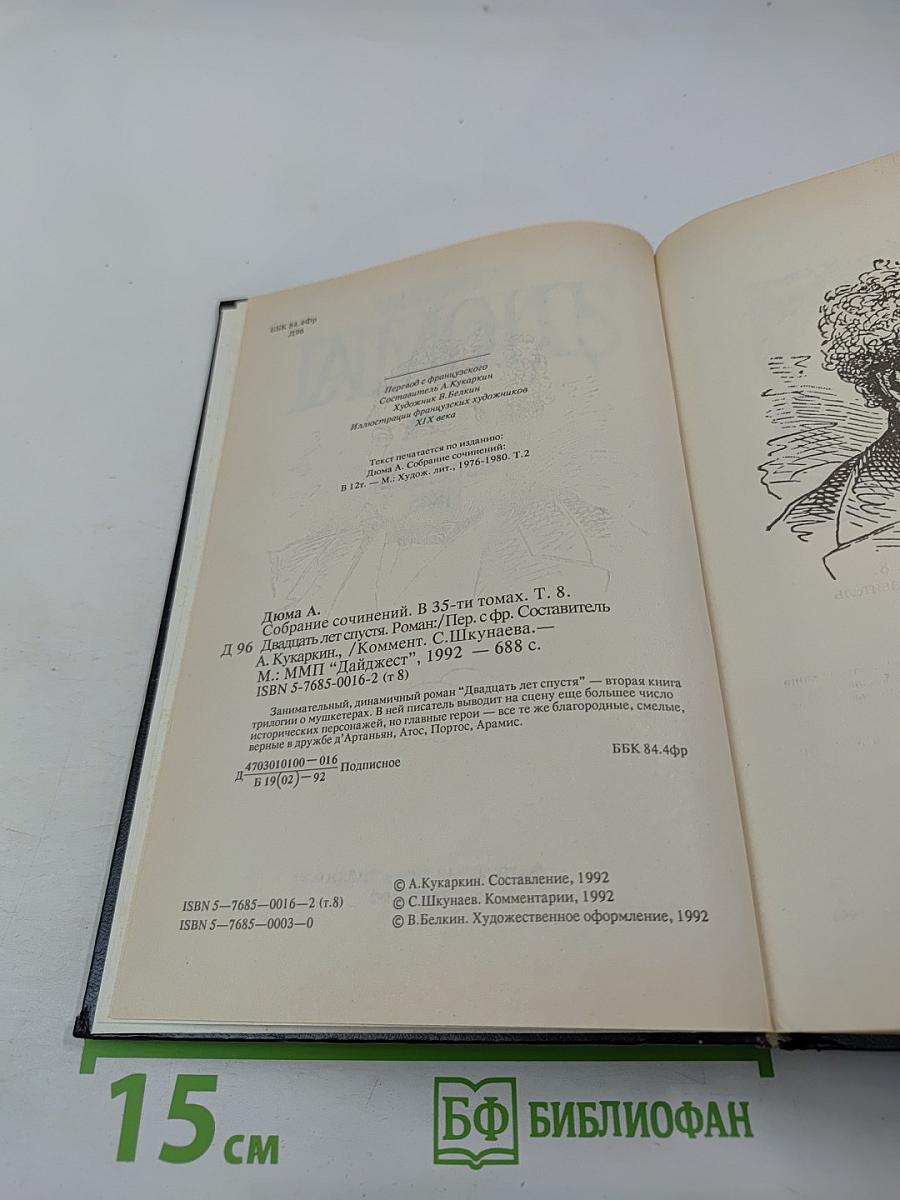 ББК 84.4Фр
Д96
Перевод с французского
Составитель А.Кукаркин
Художник В.Белкин
Иллюстрации французских художников
XIX века
Текст печатается по изданию:
Дюма А. Собрание сочинений:
В 12т. — М.: Худож. лит., 1976-1980. Т.2
Дюма А.
Собрание сочинений. В 35-ти томах. Т. 8.
Д 96 Двадцать лет спустя. Роман:/Пер. с фр. Составитель
А. Кукаркин., /Коммент. С.Шкунаева.—
М.: ММП “Дайджест”, 1992 — 688 с.
ISBN 5-7685-0016-2 (т 8)
Занимательный, динамичный роман “Двадцать лет спустя” — вторая книга
трилогии о мушкетерах. В ней писатель выводит на сцену еще большее число
исторических персонажей, но главные герои — все те же благородные, смелые,
верные в дружбе д’Артаньян, Атос, Портос, Арамис.
Д 4703010100—016 Подписное
Б 19(02)—92
ББК 84.4фр
ISBN 5—7685—0016—2 (т.8)
ISBN 5—7685—0003—0
© А.Кукаркин. Составление, 1992
© С.Шкунаев. Комментарии, 1992
© В.Белкин. Художественное оформление, 1992
15 см
БФ БИБЛИОФАН